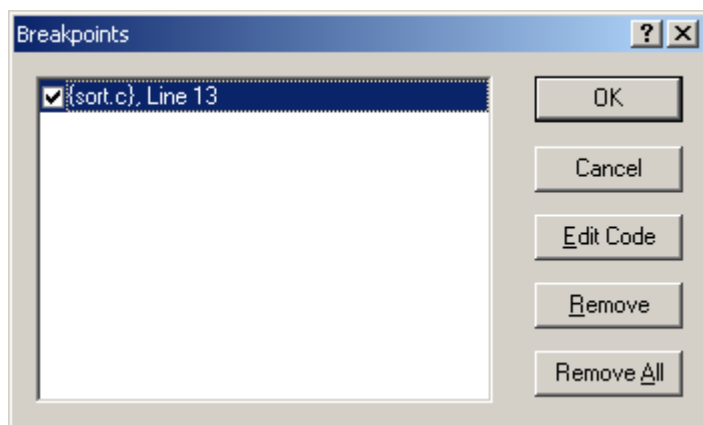 Breakpoints
{sort.c}, Line 13
OK
Cancel
Edit Code
Remove
Remove All